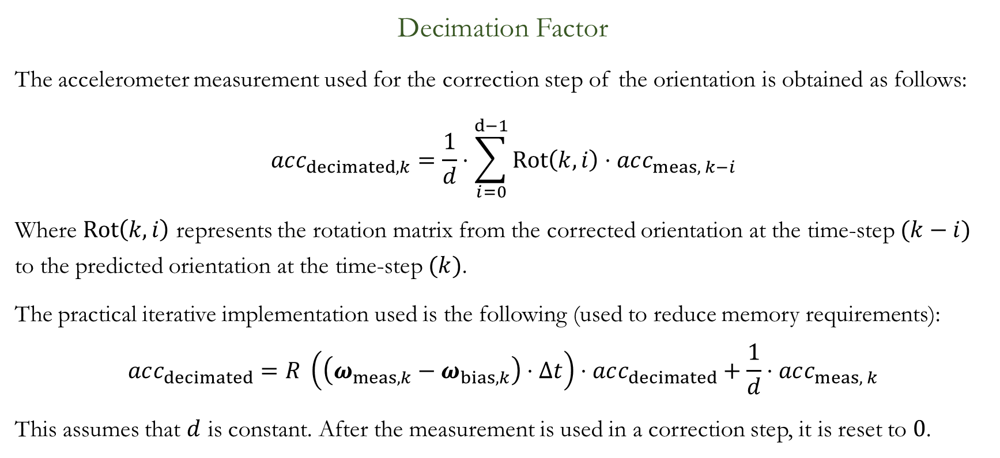 Decimation Factor
The accelerometer measurement used for the correction step of the orientation is obtained as follows:
$acc_{\text{decimated},k} = \frac{1}{d} \cdot \sum_{i=0}^{\text{d}-1} \text{Rot}(k, i) \cdot acc_{\text{meas}, k-i}$
Where $\text{Rot}(k, i)$ represents the rotation matrix from the corrected orientation at the time-step $(k - i)$
to the predicted orientation at the time-step $(k)$.
The practical iterative implementation used is the following (used to reduce memory requirements):
$acc_{\text{decimated}} = R \left( (\boldsymbol{\omega}_{\text{meas},k} - \boldsymbol{\omega}_{\text{bias},k}) \cdot \Delta t \right) \cdot acc_{\text{decimated}} + \frac{1}{d} \cdot acc_{\text{meas}, k}$
This assumes that $d$ is constant. After the measurement is used in a correction step, it is reset to 0.